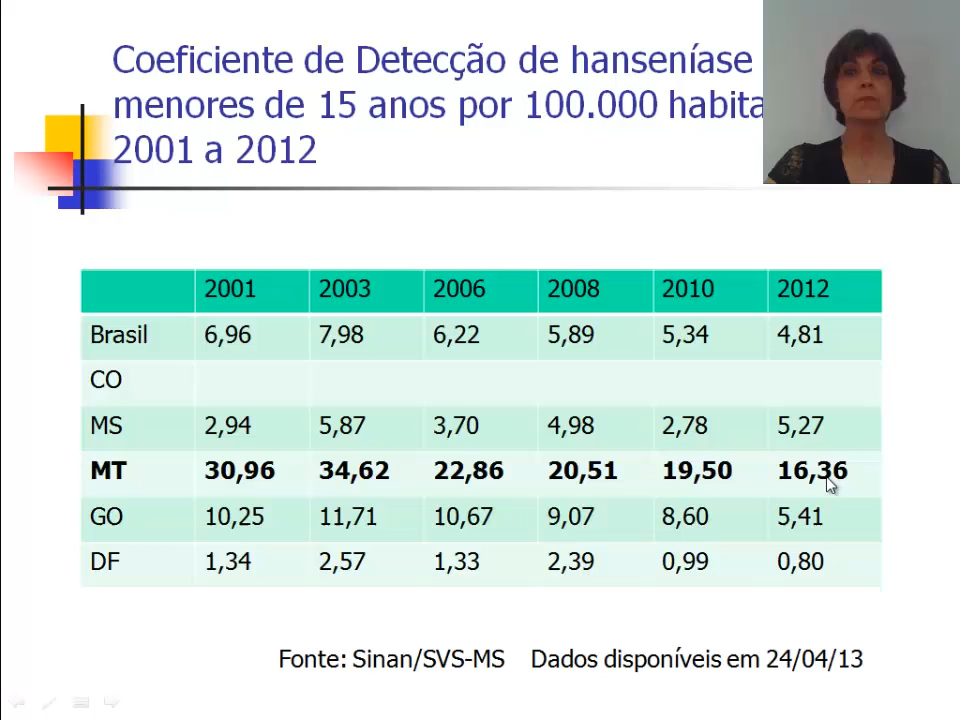 Coeficiente de Detecção de hanseníase
menores de 15 anos por 100.000 habita
2001 a 2012
2001 2003 2006 2008 2010 2012
Brasil 6,96 7,98 6,22 5,89 5,34 4,81
CO
MS 2,94 5,87 3,70 4,98 2,78 5,27
MT 30,96 34,62 22,86 20,51 19,50 16,36
GO 10,25 11,71 10,67 9,07 8,60 5,41
DF 1,34 2,57 1,33 2,39 0,99 0,80
Fonte: Sinan/SVS-MS Dados disponíveis em 24/04/13